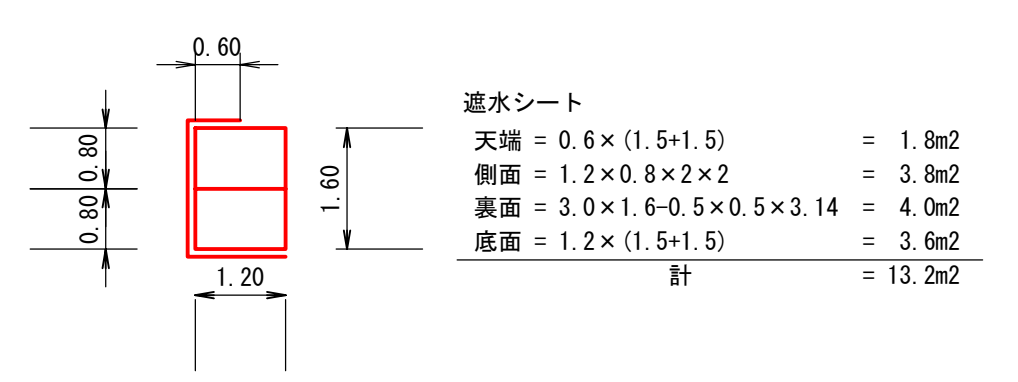 0.60
0.80
0.80
1.60
1.20
遮水シート
天端 = 0.6×(1.5+1.5) = 1.8m2
側面 = 1.2×0.8×2×2 = 3.8m2
裏面 = 3.0×1.6-0.5×0.5×3.14 = 4.0m2
底面 = 1.2×(1.5+1.5) = 3.6m2
計 = 13.2m2